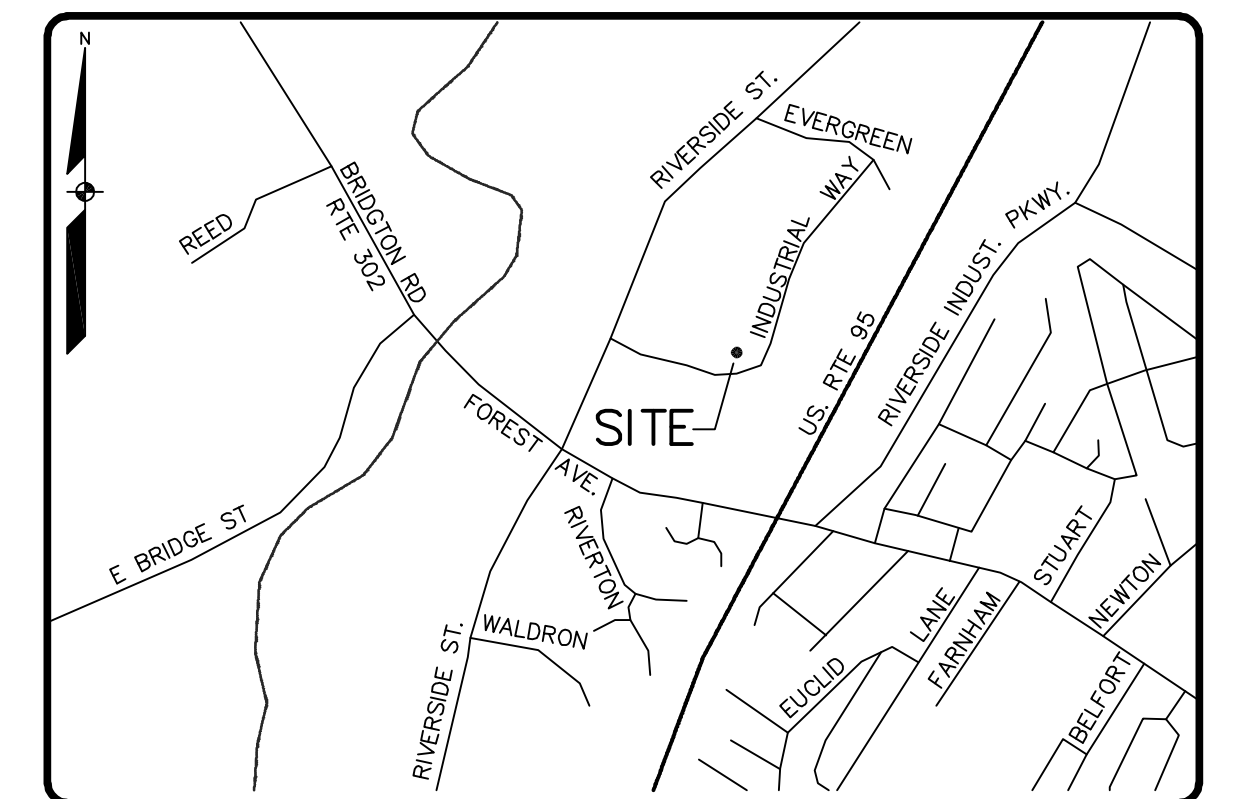 N
RIVERSIDE ST.
EVERGREEN
INDUSTRIAL WAY
BRIDGTON RD
RTE 302
REED
RIVERSIDE INDUST. PKWY.
US. RTE 95
SITE
FOREST AVE.
E BRIDGE ST
RIVERTON
WALDRON
RIVERSIDE ST.
STUART
NEWTON
LANE
FARNHAM
EUCLID
BELFORT